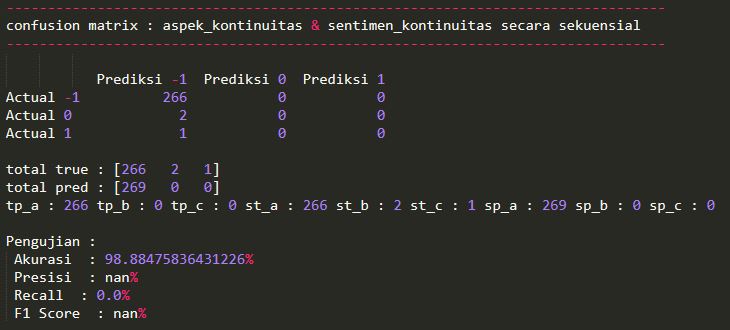 --------------------------------------------------------------------------------
confusion matrix : aspek_kontinuitas & sentimen_kontinuitas secara sekuensial
--------------------------------------------------------------------------------
Prediksi -1 Prediksi 0 Prediksi 1
Actual -1 266 0 0
Actual 0 2 0 0
Actual 1 1 0 0
total true : [266 2 1]
total pred : [269 0 0]
tp_a : 266 tp_b : 0 tp_c : 0 st_a : 266 st_b : 2 st_c : 1 sp_a : 269 sp_b : 0 sp_c : 0
Pengujian :
Akurasi : 98.88475836431226%
Presisi : nan%
Recall : 0.0%
F1 Score : nan%